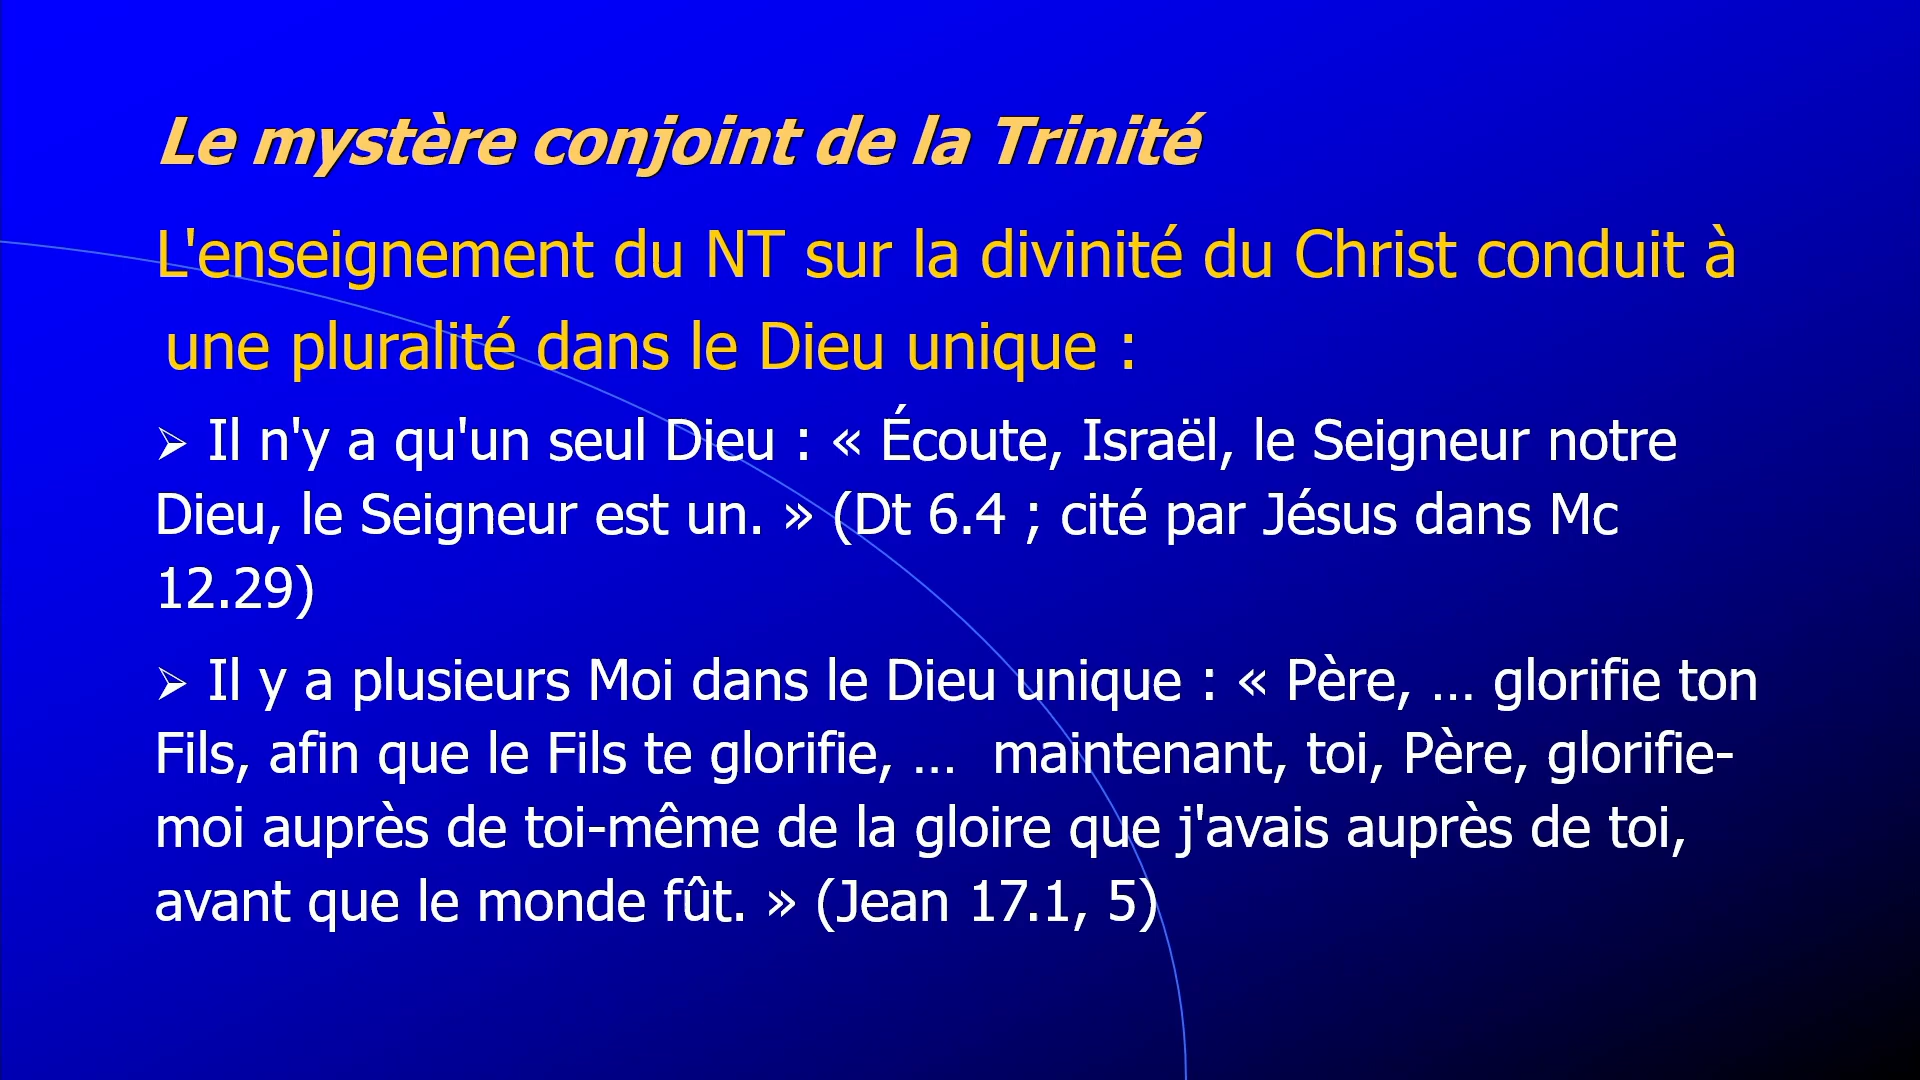 Le mystère conjoint de la Trinité
L'enseignement du NT sur la divinité du Christ conduit à
une pluralité dans le Dieu unique :
➢ Il n'y a qu'un seul Dieu : « Écoute, Israël, le Seigneur notre
Dieu, le Seigneur est un. » (Dt 6.4 ; cité par Jésus dans Mc
12.29)
➢ Il y a plusieurs Moi dans le Dieu unique : « Père, … glorifie ton
Fils, afin que le Fils te glorifie, … maintenant, toi, Père, glorifie-
moi auprès de toi-même de la gloire que j'avais auprès de toi,
avant que le monde fût. » (Jean 17.1, 5)